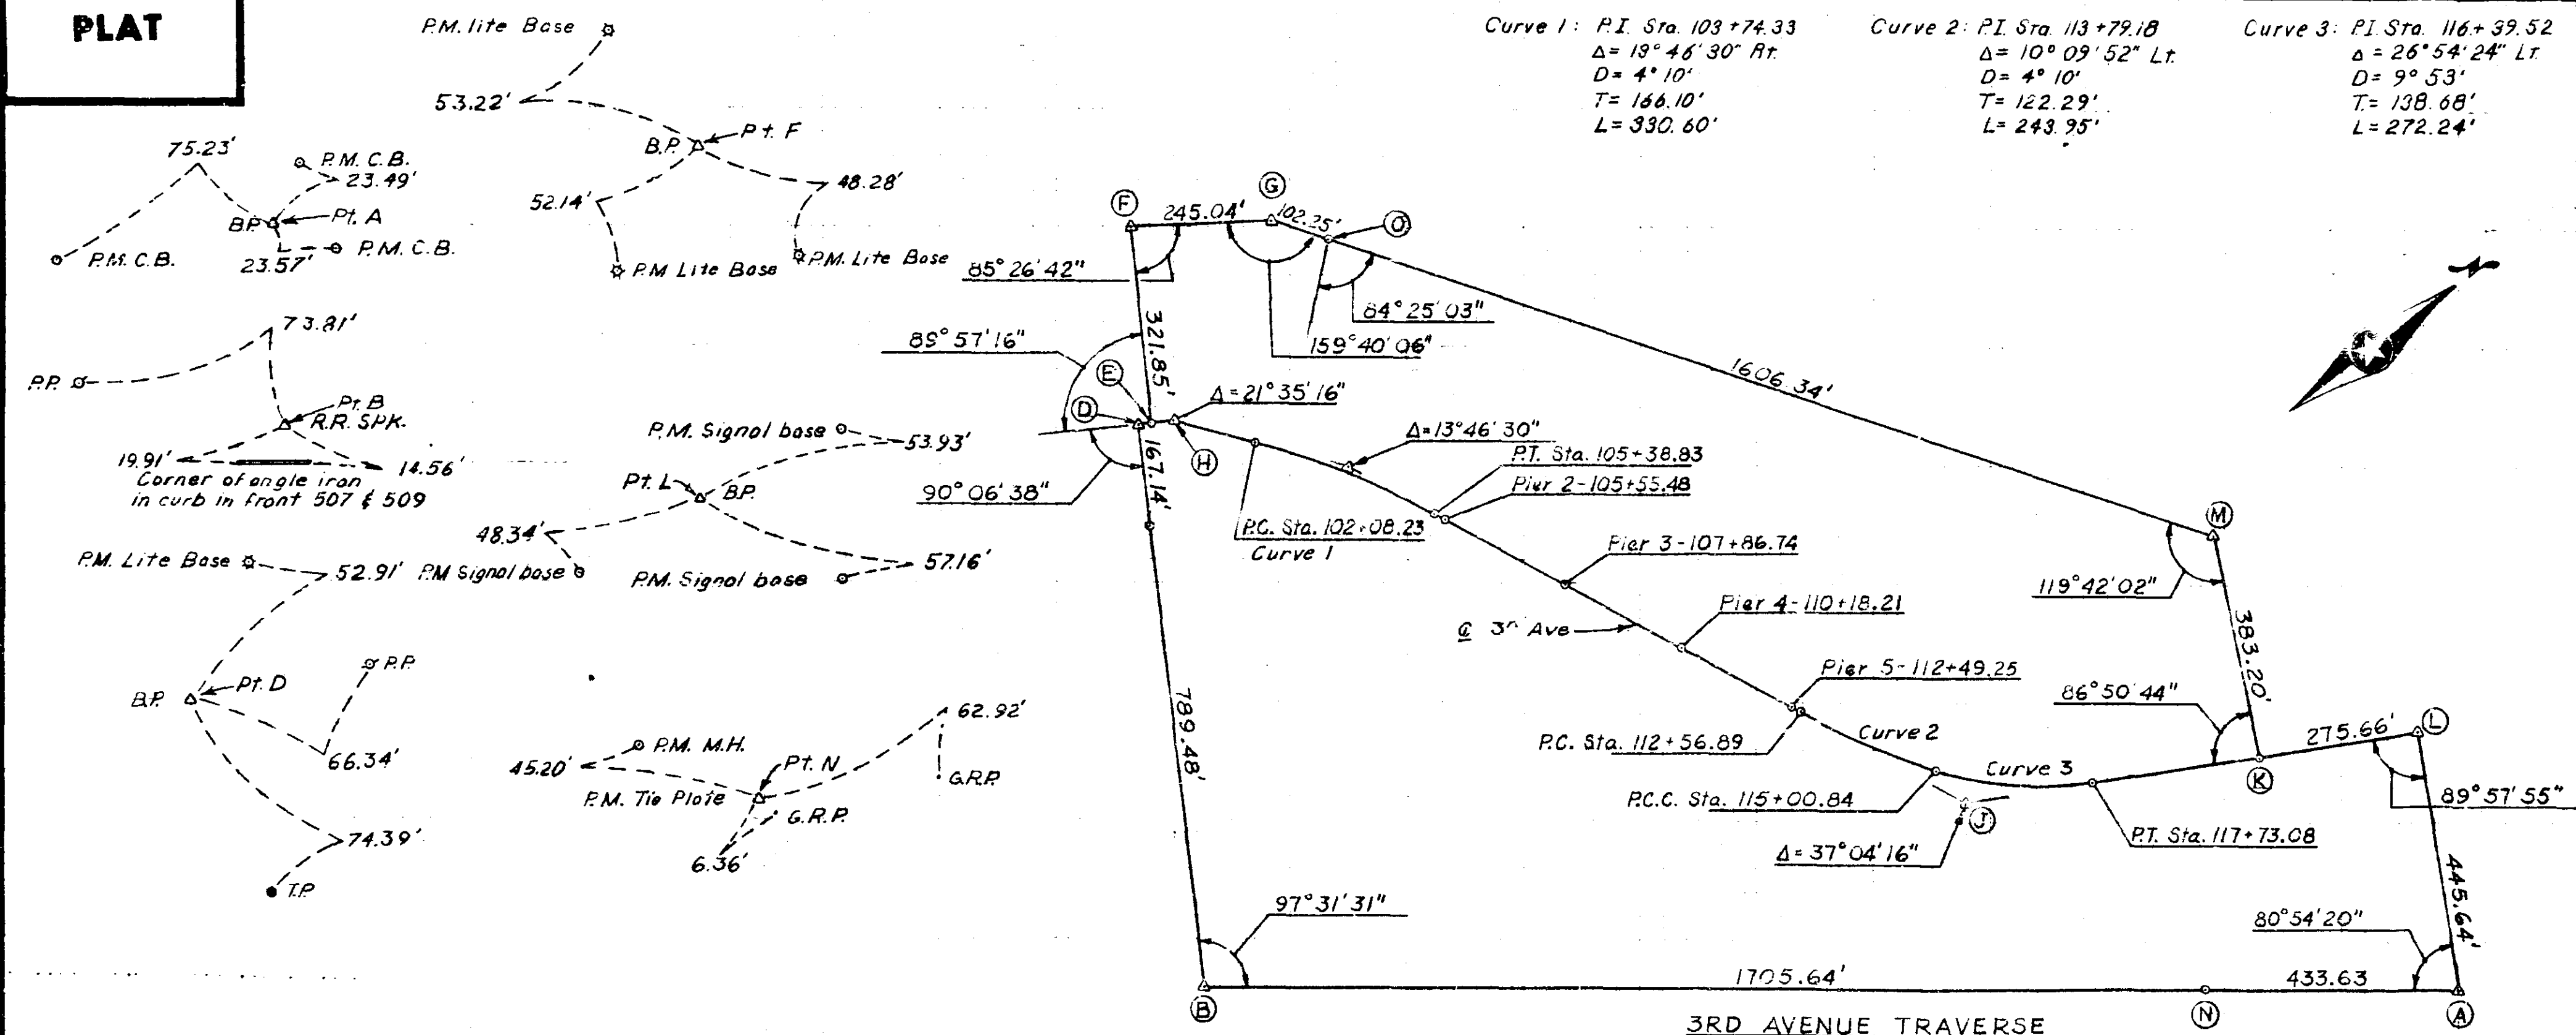 PLAT
P.M. lite Base
53.22'
Pt. F
B.P.
52.14'
48.28'
P.M Lite Base
P.M. Lite Base
75.23'
P.M. C.B.
23.49'
Pt. A
B.P.
P.M. C.B.
23.57'
P.M. C.B.
73.81'
P.P.
Pt. B
R.R. SPK.
19.91'
14.56'
Corner of angle iron
in curb in front 507 & 509
P.M. Signal base
53.93'
Pt. L
B.P.
48.34'
57.16'
P.M Signal base
P.M. Signal base
P.M. Lite Base
52.91'
P.P.
B.P.
Pt. D
66.34'
74.39'
T.P.
P.M. M.H.
45.20'
Pt. N
62.92'
G.R.P.
P.M. Tie Plate
G.R.P.
6.36'
Curve 1: P.I. Sta. 103+74.33
Δ= 13° 46' 30" Rt.
D= 4° 10'
T= 166.10'
L= 330.60'
Curve 2: P.I. Sta. 113+79.18
Δ= 10° 09' 52" Lt.
D= 4° 10'
T= 122.29'
L= 243.95'
Curve 3: P.I. Sta. 116+39.52
Δ = 26° 54' 24" Lt.
D= 9° 53'
T= 138.68'
L= 272.24'
N
F
245.04'
G
102.25'
O
85° 26' 42"
84° 25' 03"
159° 40' 06"
321.85'
89° 57' 16"
1606.34'
E
Δ=21° 35' 16"
D
H
Δ=13° 46' 30"
P.T. Sta. 105+38.83
Pier 2-105+55.48
90° 06' 38"
167.14'
P.C. Sta. 102+08.23
Curve 1
Pier 3-107+86.74
M
119° 42' 02"
Pier 4-110+18.21
℄ 3rd Ave
383.20'
Pier 5-112+49.25
86° 50' 44"
789.48'
P.C. Sta. 112+56.89
Curve 2
275.66'
L
Curve 3
K
P.C.C. Sta. 115+00.84
89° 57' 55"
J
P.T. Sta. 117+73.08
Δ= 37° 04' 16"
445.64'
97° 31' 31"
80° 54' 20"
1705.64'
433.63
B
N
A
3RD AVENUE TRAVERSE